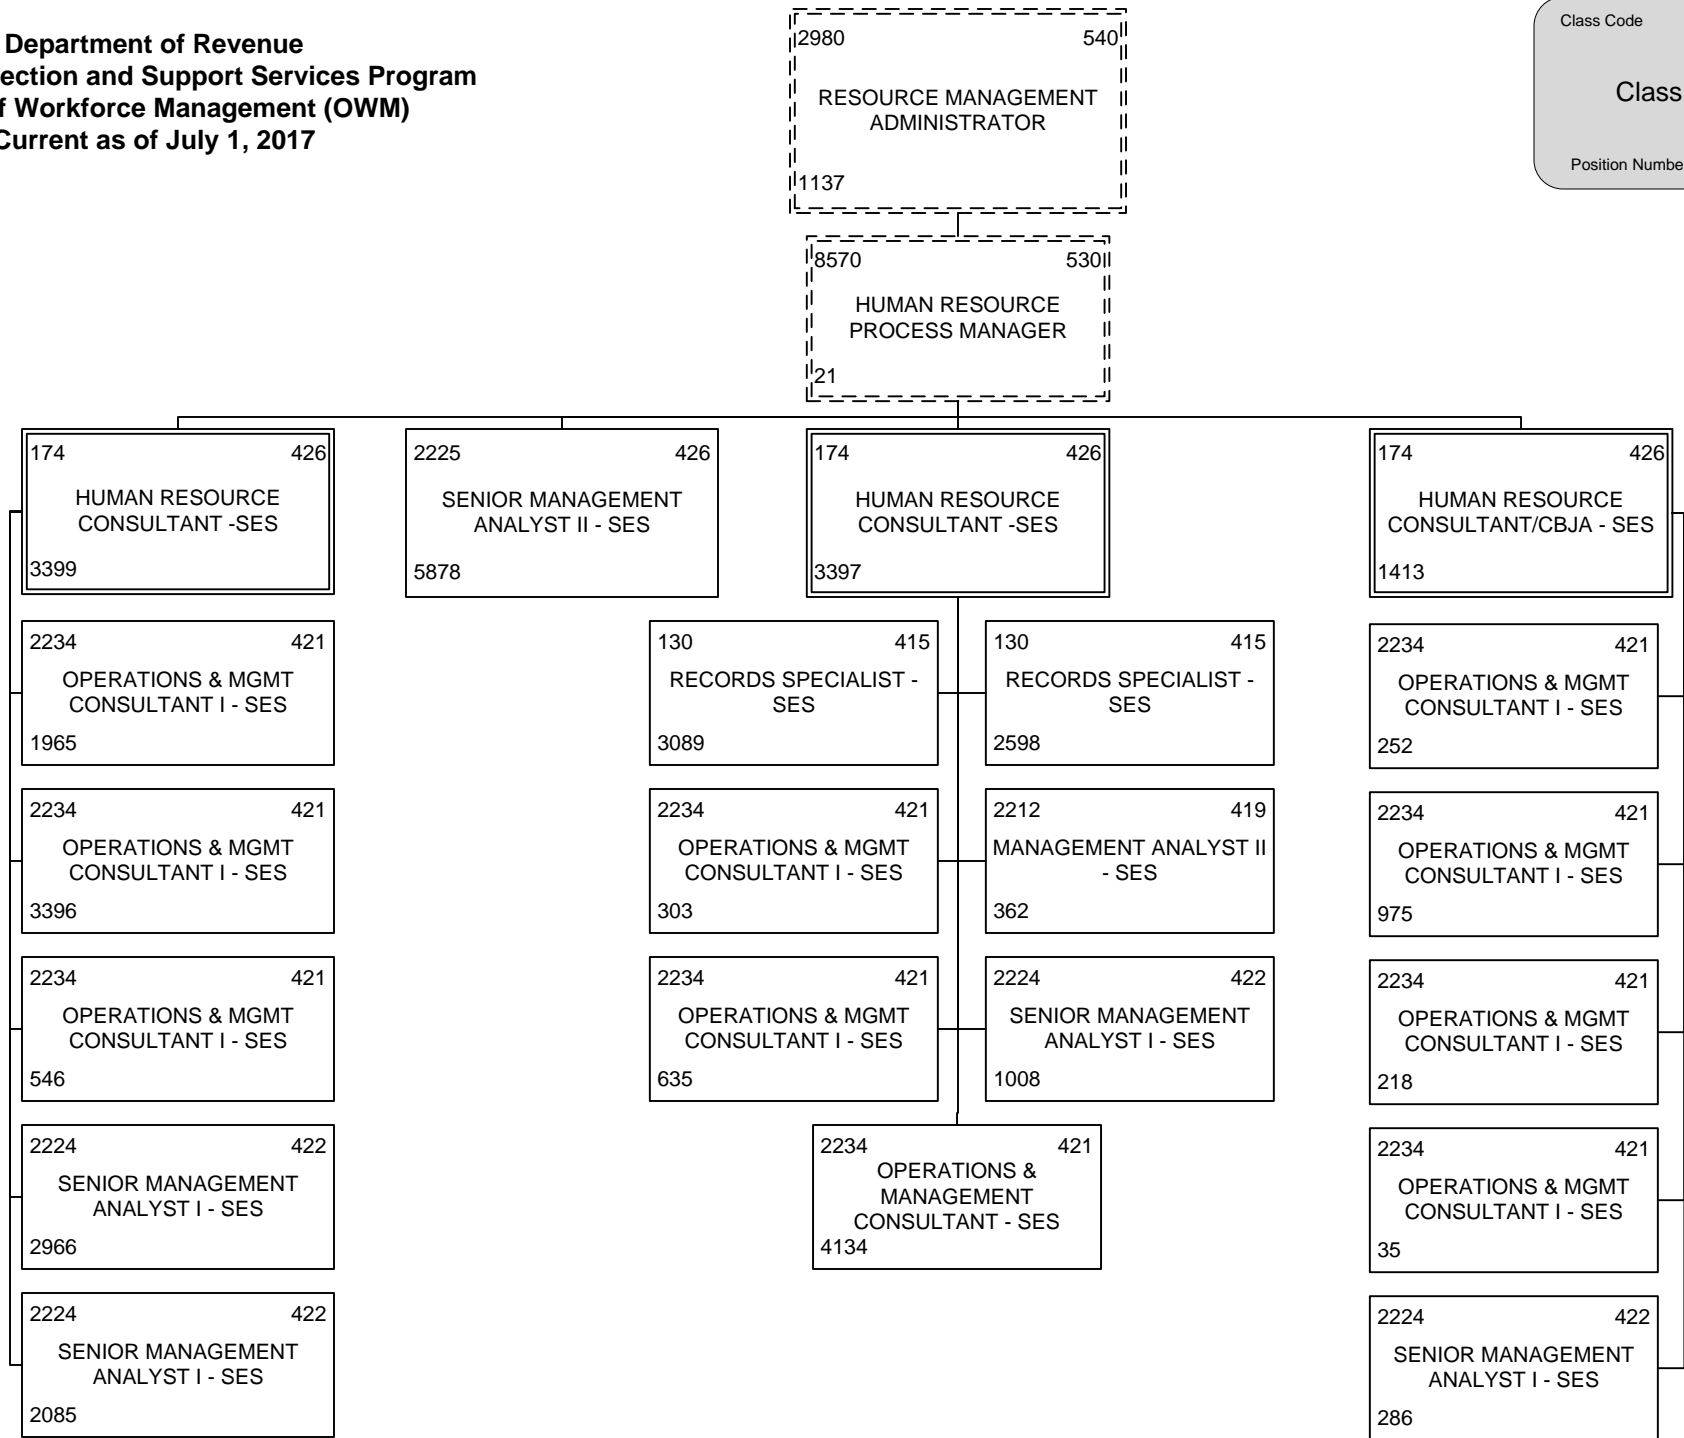 Department of Revenue
ection and Support Services Program
f Workforce Management (OWM)
Current as of July 1, 2017
Class Code
Class
Position Numbe
2980 540
RESOURCE MANAGEMENT
ADMINISTRATOR
1137
8570 530
HUMAN RESOURCE
PROCESS MANAGER
21
174 426
HUMAN RESOURCE
CONSULTANT -SES
3399
2225 426
SENIOR MANAGEMENT
ANALYST II - SES
5878
174 426
HUMAN RESOURCE
CONSULTANT -SES
3397
174 426
HUMAN RESOURCE
CONSULTANT/CBJA - SES
1413
2234 421
OPERATIONS & MGMT
CONSULTANT I - SES
1965
2234 421
OPERATIONS & MGMT
CONSULTANT I - SES
3396
2234 421
OPERATIONS & MGMT
CONSULTANT I - SES
546
2224 422
SENIOR MANAGEMENT
ANALYST I - SES
2966
2224 422
SENIOR MANAGEMENT
ANALYST I - SES
2085
130 415
RECORDS SPECIALIST -
SES
3089
130 415
RECORDS SPECIALIST -
SES
2598
2234 421
OPERATIONS & MGMT
CONSULTANT I - SES
303
2212 419
MANAGEMENT ANALYST II
- SES
362
2234 421
OPERATIONS & MGMT
CONSULTANT I - SES
635
2224 422
SENIOR MANAGEMENT
ANALYST I - SES
1008
2234 421
OPERATIONS &
MANAGEMENT
CONSULTANT - SES
4134
2234 421
OPERATIONS & MGMT
CONSULTANT I - SES
252
2234 421
OPERATIONS & MGMT
CONSULTANT I - SES
975
2234 421
OPERATIONS & MGMT
CONSULTANT I - SES
218
2234 421
OPERATIONS & MGMT
CONSULTANT I - SES
35
2224 422
SENIOR MANAGEMENT
ANALYST I - SES
286